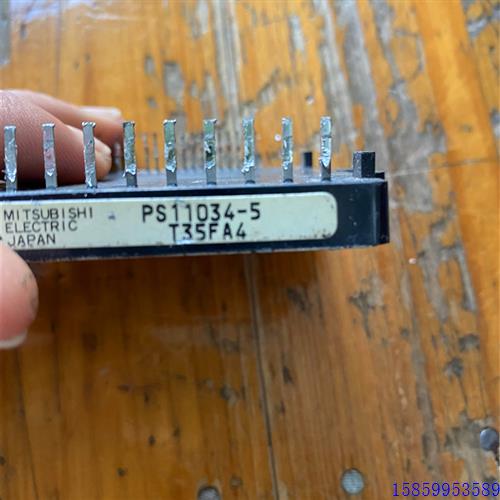 MITSUBISHI
ELECTRIC
JAPAN
PS11034-5
T35FA4
15859953589